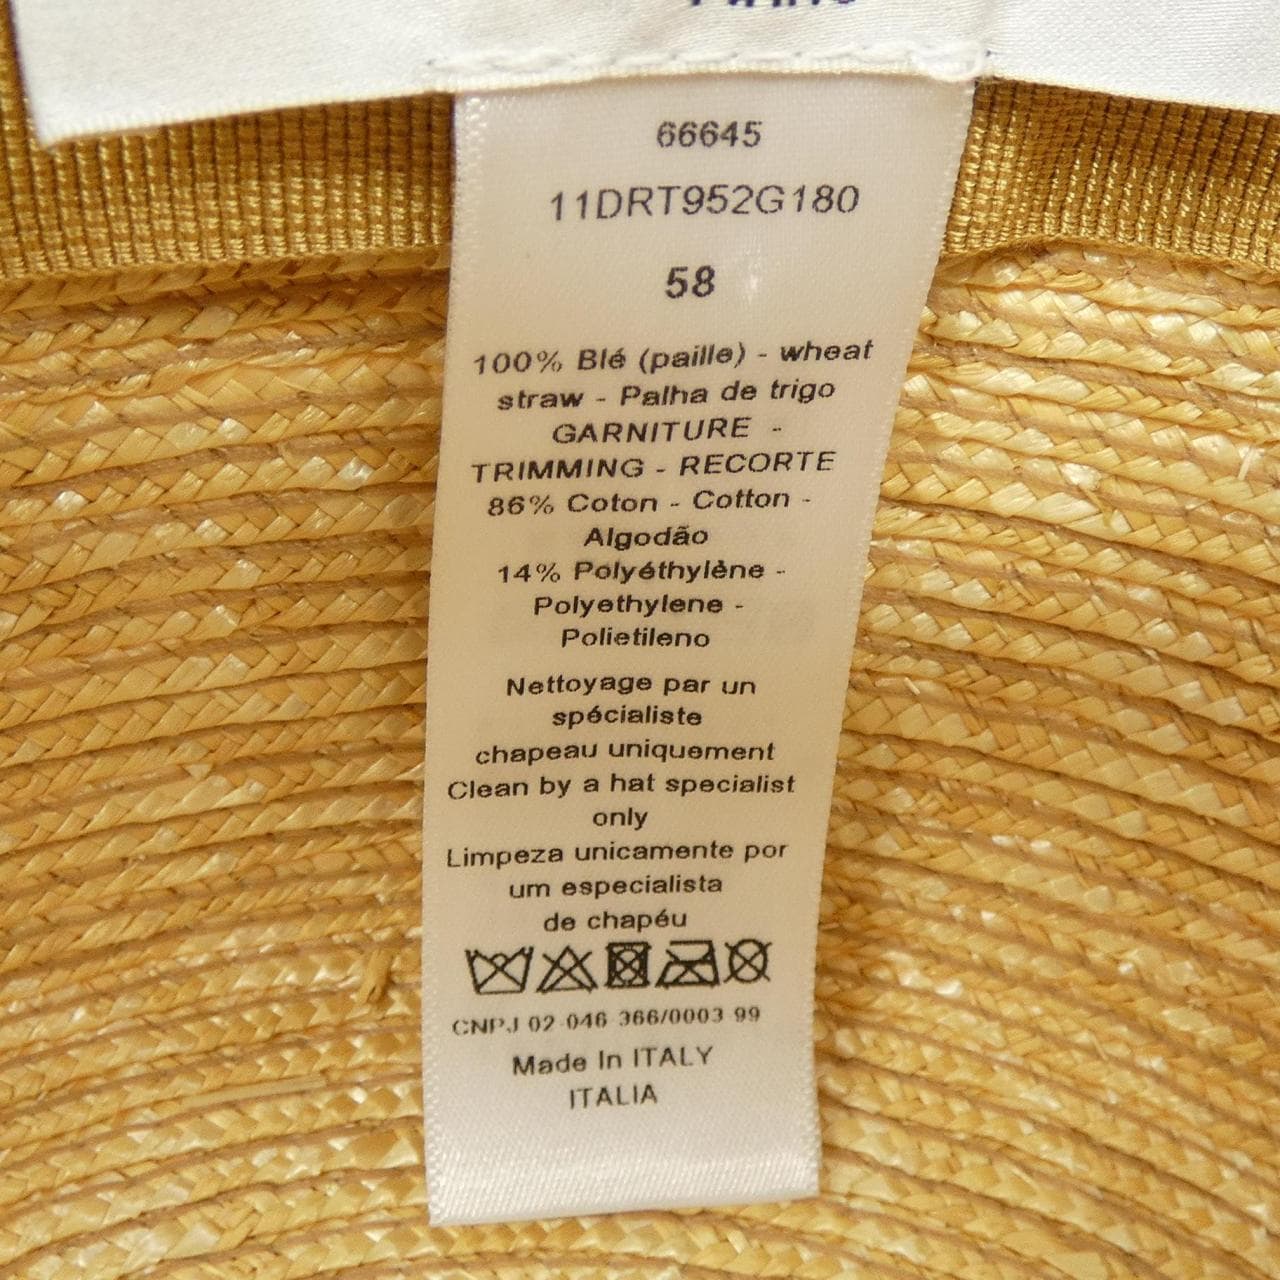 66645
11DRT952G180
58
100% Blé (paille) - wheat
straw - Palha de trigo
GARNITURE -
TRIMMING - RECORTE
86% Coton - Cotton -
Algodão
14% Polyéthylène -
Polyethylene -
Polietileno
Nettoyage par un
spécialiste
chapeau uniquement
Clean by a hat specialist
only
Limpeza unicamente por
um especialista
de chapéu
CNPJ 02 046 366/0003 99
Made In ITALY
ITALIA